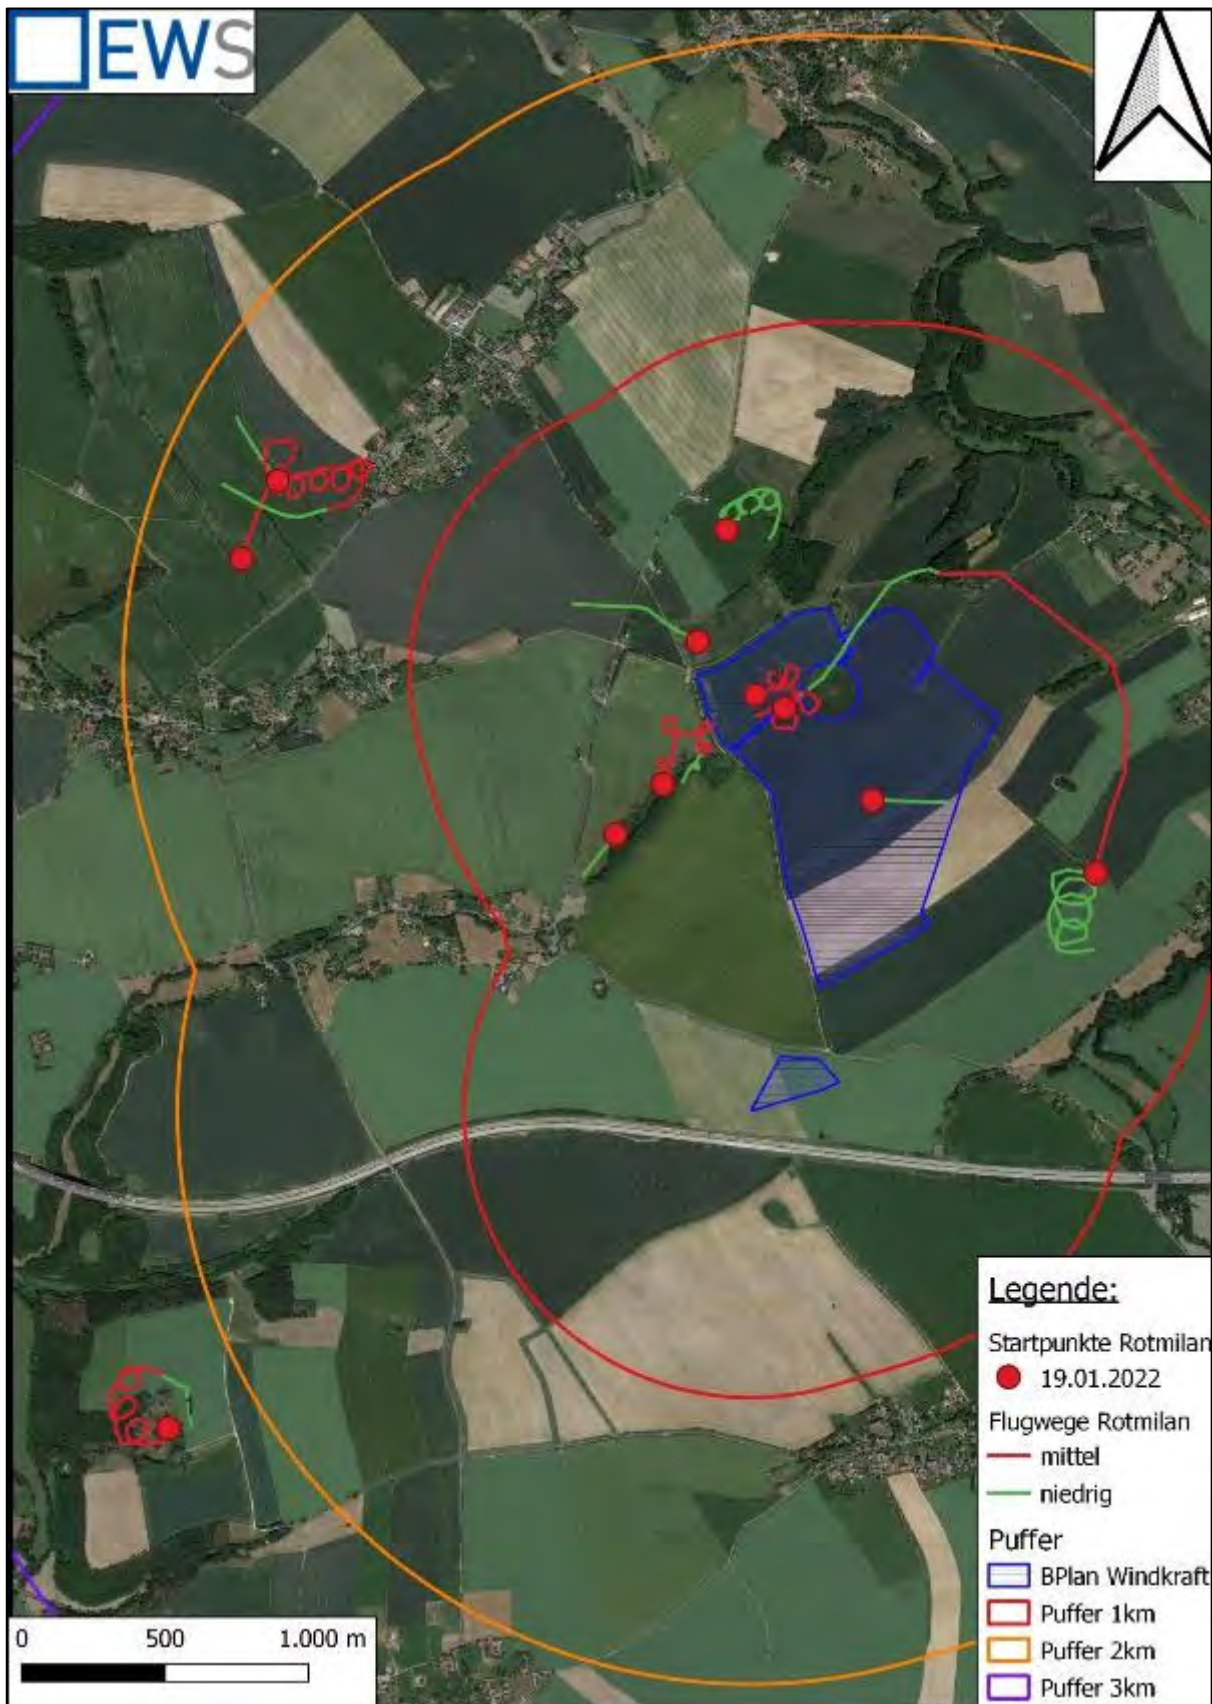 EWS
Legende:
Startpunkte Rotmilan
19.01.2022
Flugwege Rotmilan
mittel
niedrig
Puffer
BPlan Windkraft
Puffer 1km
Puffer 2km
Puffer 3km
0 500 1.000 m